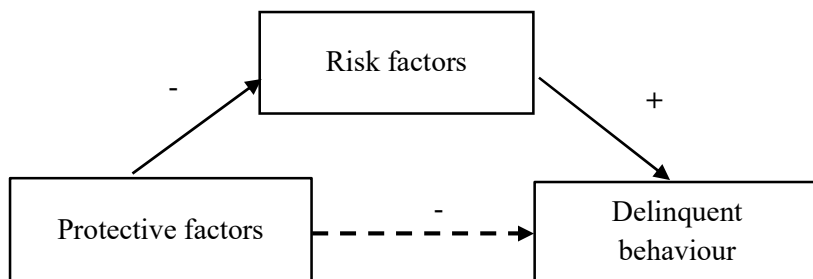 Risk factors
-
+
Protective factors
-
Delinquent
behaviour